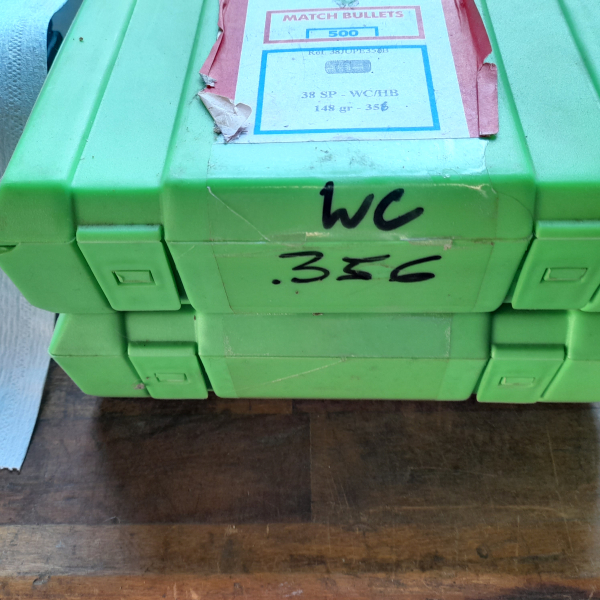 MATCH BULLETS
500
38 SP - WC/HB
148 gr - 356
WC
.356